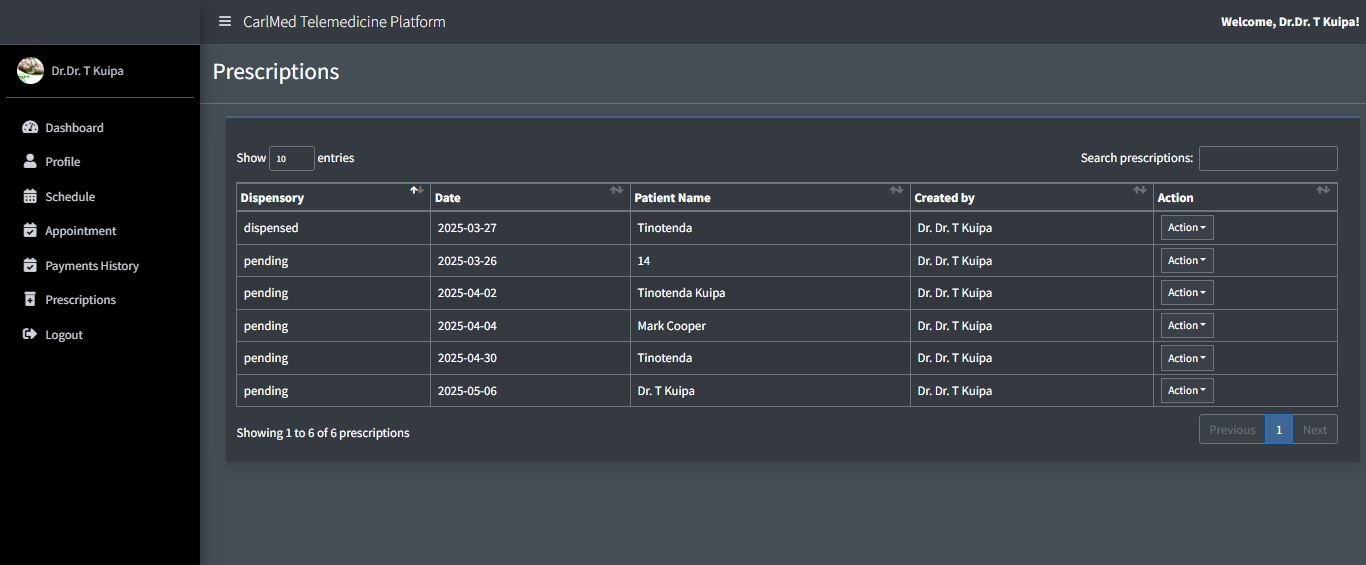 CarlMed Telemedicine Platform
Welcome, Dr.Dr. T Kuipa!
Dr.Dr. T Kuipa
Dashboard
Profile
Schedule
Appointment
Payments History
Prescriptions
Logout
Prescriptions
Show 10 entries
Search prescriptions:
Dispensory Date Patient Name Created by Action
dispensed 2025-03-27 Tinotenda Dr. Dr. T Kuipa Action
pending 2025-03-26 14 Dr. Dr. T Kuipa Action
pending 2025-04-02 Tinotenda Kuipa Dr. Dr. T Kuipa Action
pending 2025-04-04 Mark Cooper Dr. Dr. T Kuipa Action
pending 2025-04-30 Tinotenda Dr. Dr. T Kuipa Action
pending 2025-05-06 Dr. T Kuipa Dr. Dr. T Kuipa Action
Showing 1 to 6 of 6 prescriptions
Previous 1 Next